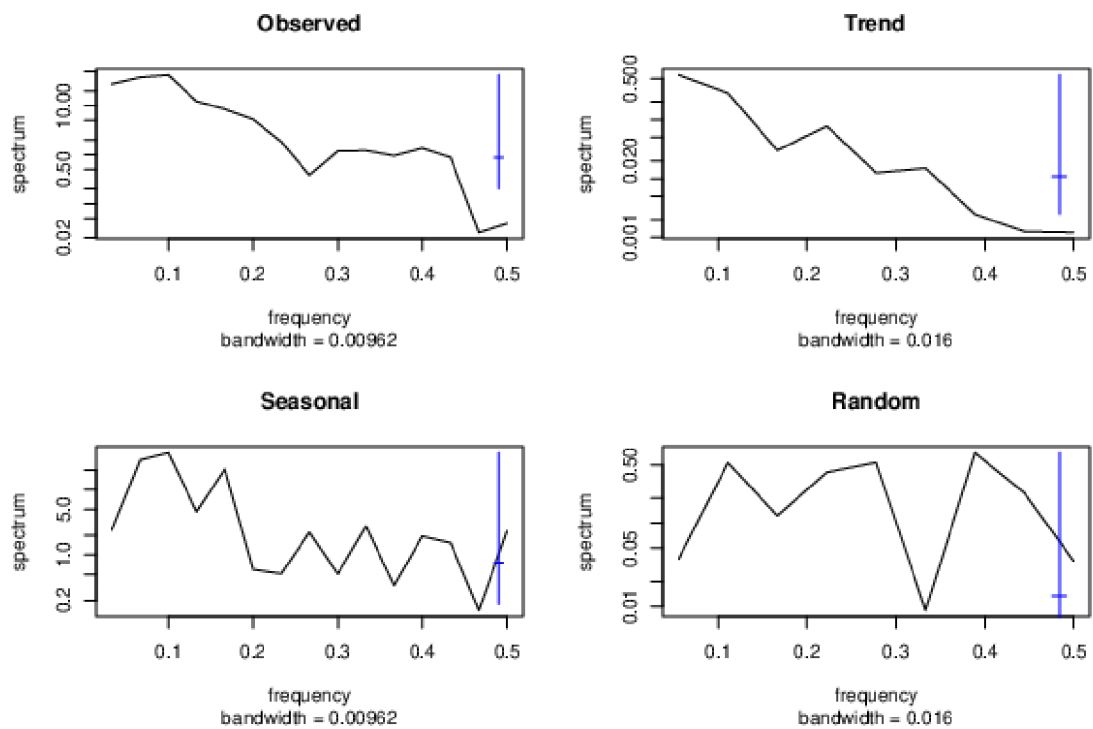 Observed
spectrum
10.00
0.50
0.02
0.1 0.2 0.3 0.4 0.5
frequency
bandwidth = 0.00962
Trend
spectrum
0.500
0.020
0.001
0.1 0.2 0.3 0.4 0.5
frequency
bandwidth = 0.016
Seasonal
spectrum
5.0
1.0
0.2
0.1 0.2 0.3 0.4 0.5
frequency
bandwidth = 0.00962
Random
spectrum
0.50
0.05
0.01
0.1 0.2 0.3 0.4 0.5
frequency
bandwidth = 0.016